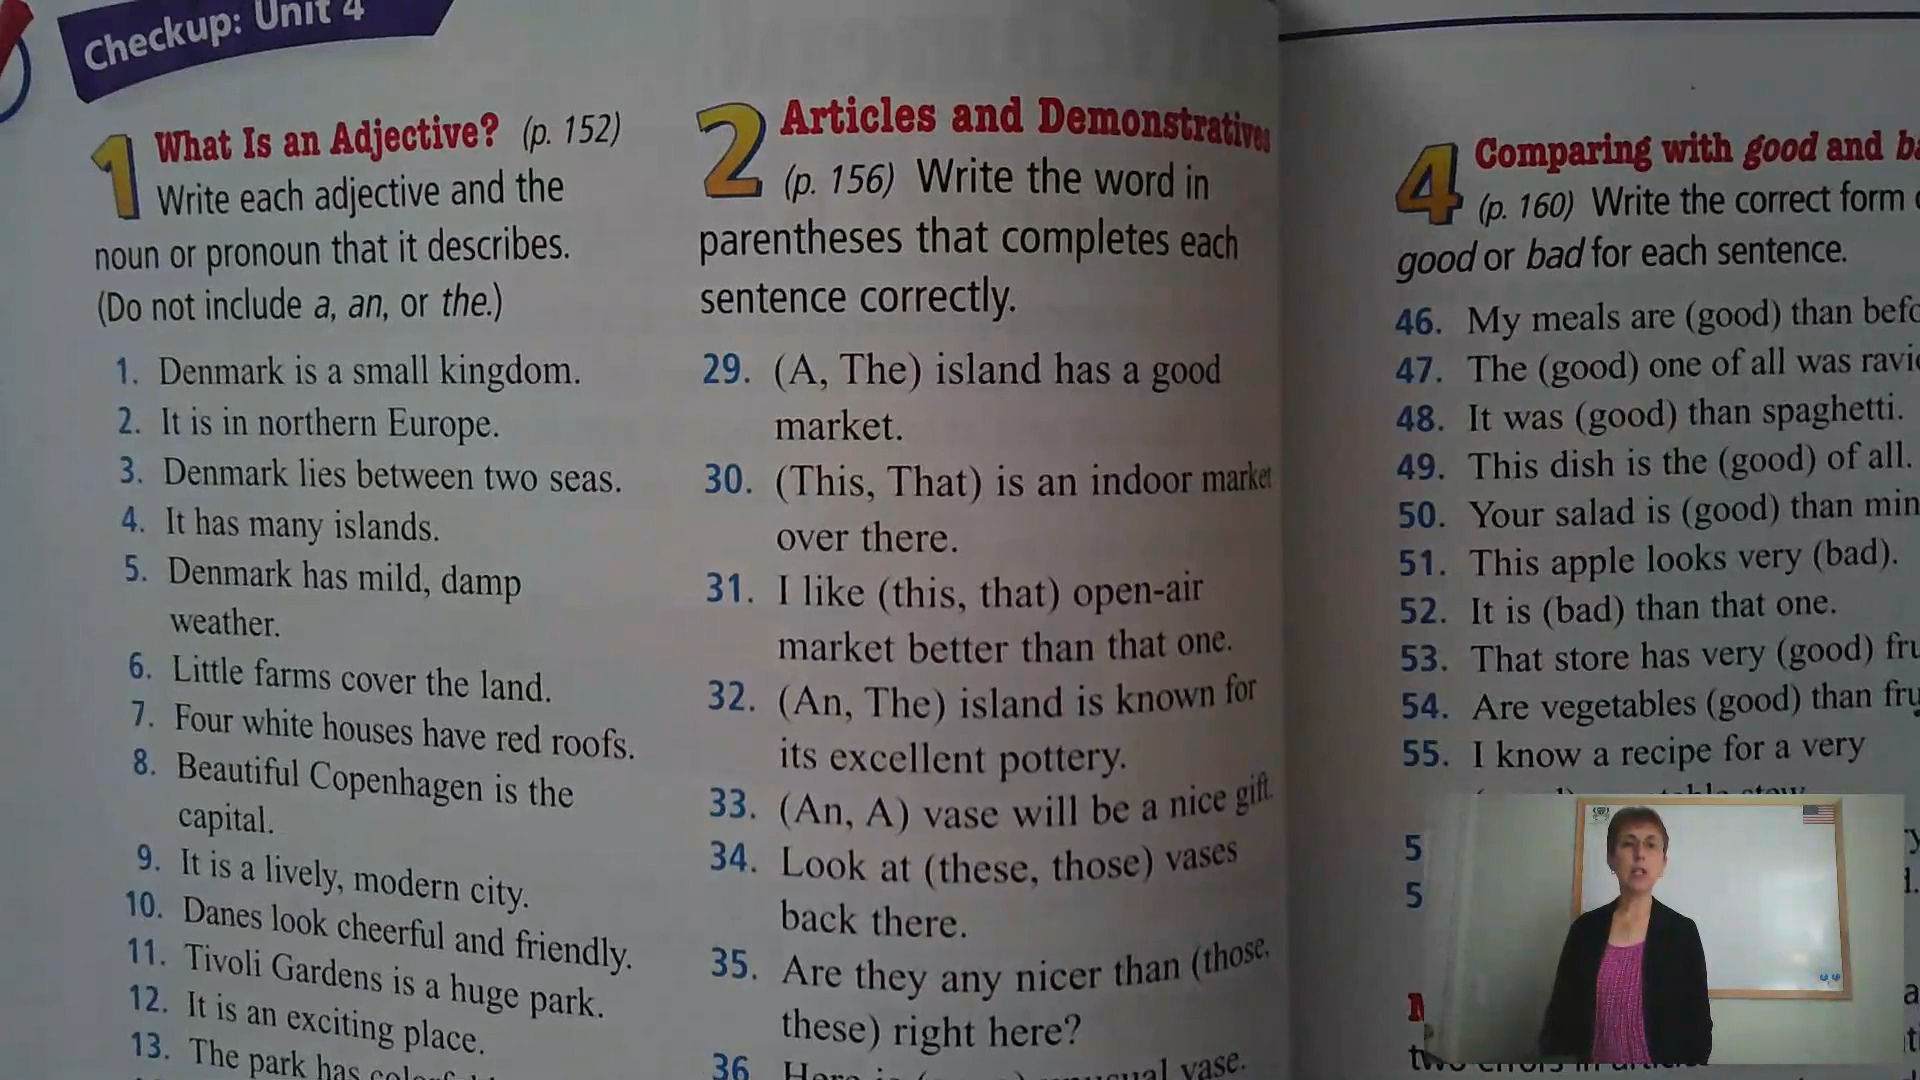 Checkup: Unit 4
1 What Is an Adjective? (p. 152)
Write each adjective and the
noun or pronoun that it describes.
(Do not include a, an, or the.)
1. Denmark is a small kingdom.
2. It is in northern Europe.
3. Denmark lies between two seas.
4. It has many islands.
5. Denmark has mild, damp
weather.
6. Little farms cover the land.
7. Four white houses have red roofs.
8. Beautiful Copenhagen is the
capital.
9. It is a lively, modern city.
10. Danes look cheerful and friendly.
11. Tivoli Gardens is a huge park.
12. It is an exciting place.
13. The park has
2 Articles and Demonstratives
(p. 156) Write the word in
parentheses that completes each
sentence correctly.
29. (A, The) island has a good
market.
30. (This, That) is an indoor market
over there.
31. I like (this, that) open-air
market better than that one.
32. (An, The) island is known for
its excellent pottery.
33. (An, A) vase will be a nice gift.
34. Look at (these, those) vases
back there.
35. Are they any nicer than (those,
these) right here?
36. vase.
4 Comparing with good and
(p. 160) Write the correct form
good or bad for each sentence.
46. My meals are (good) than
47. The (good) one of all was
48. It was (good) than spaghetti.
49. This dish is the (good) of all.
50. Your salad is (good) than
51. This apple looks very (bad).
52. It is (bad) than that one.
53. That store has very (good)
54. Are vegetables (good) than
55. I know a recipe for a very
5
5